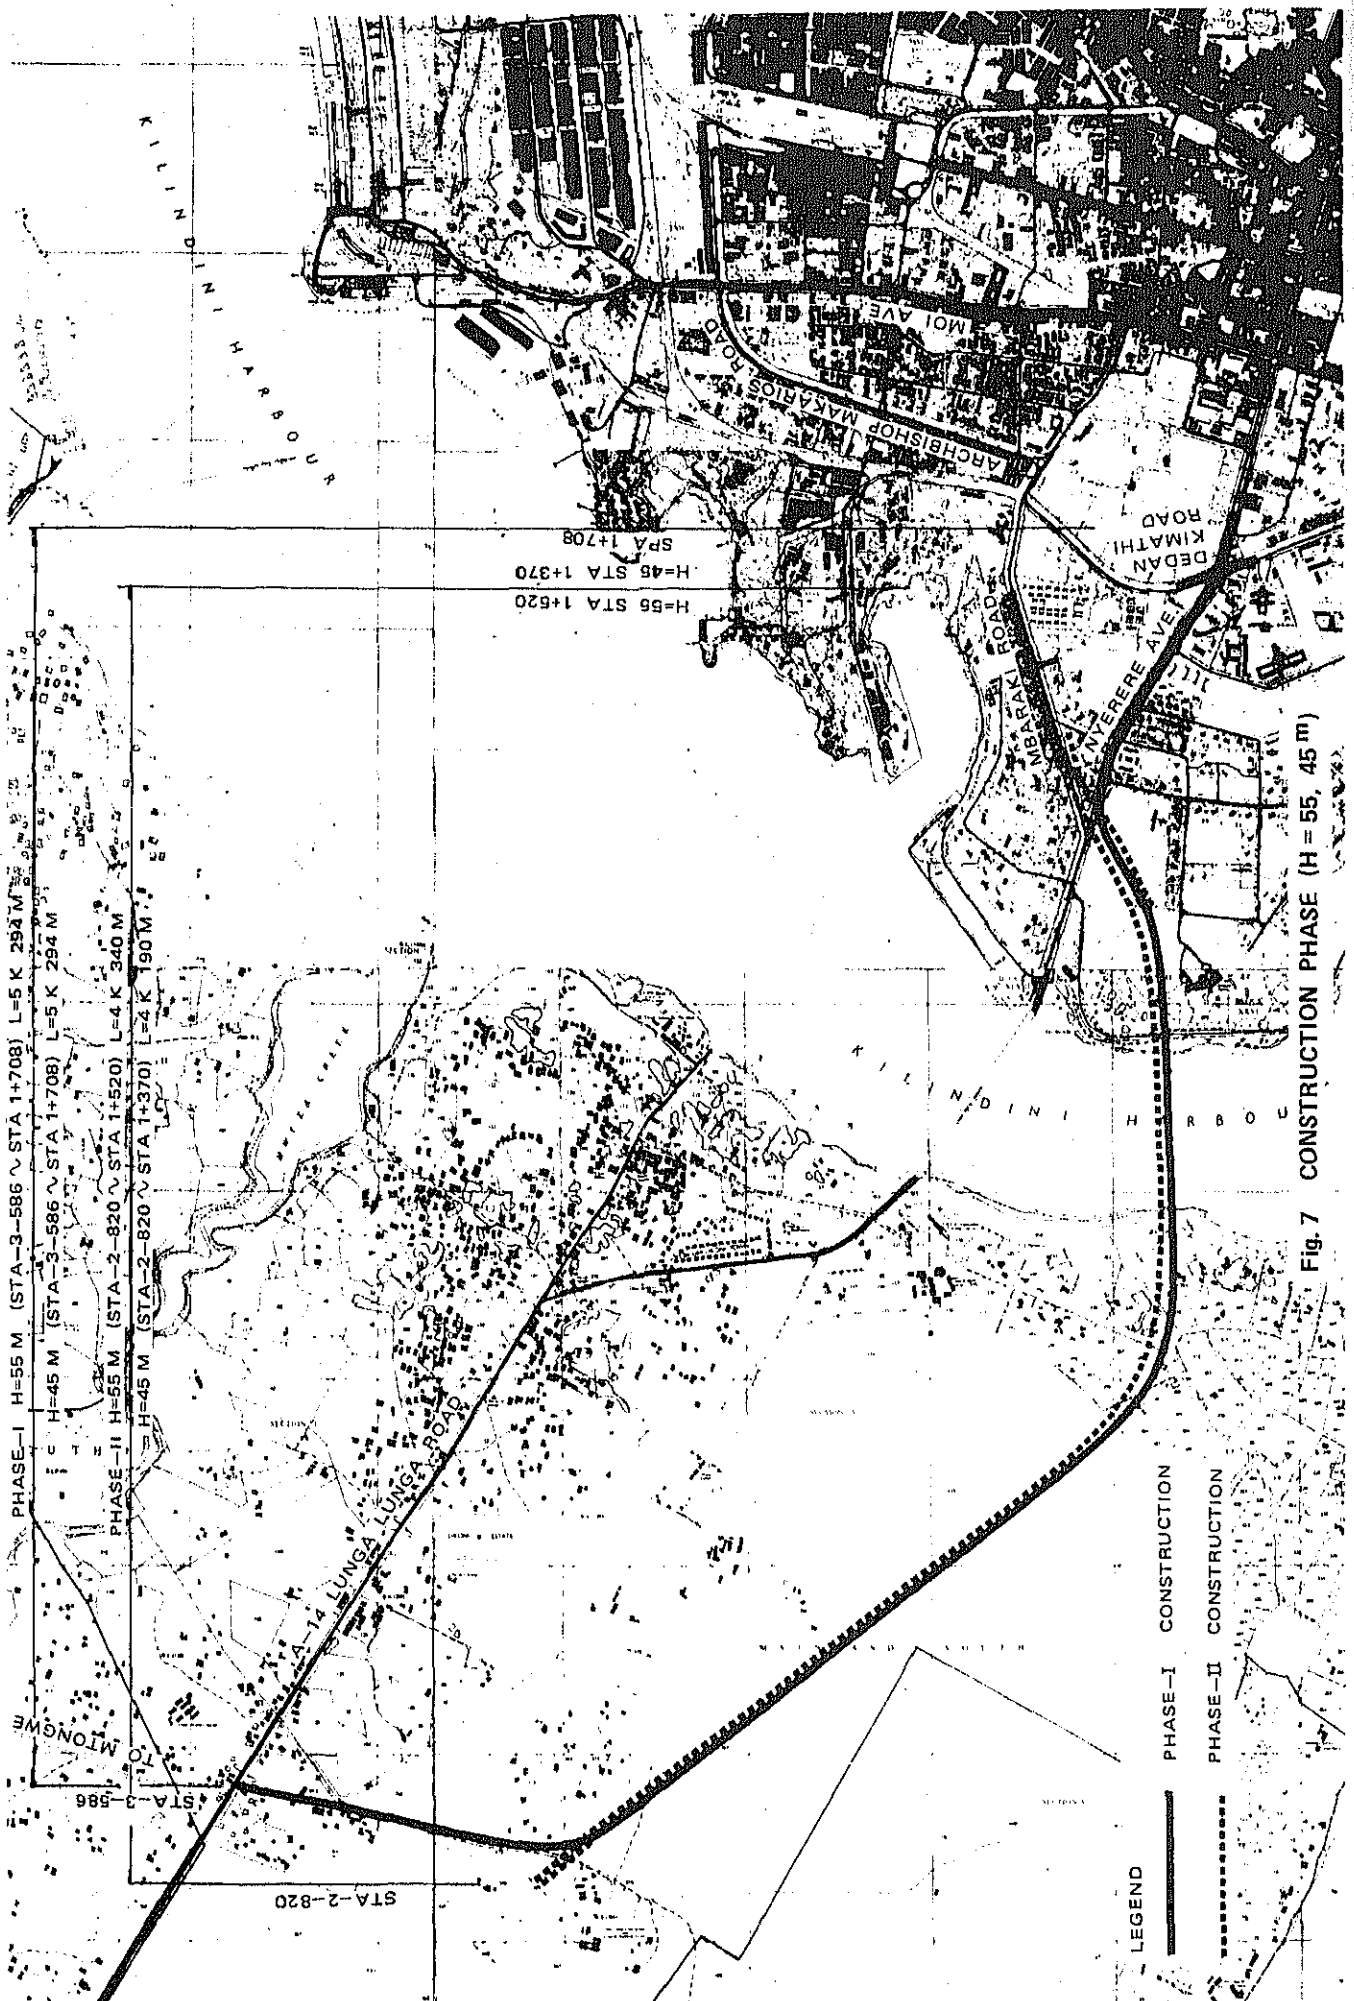 PHASE-I H=55 M (STA-3-586 ~ STA 1+708) L=5 K 294 M
H=45 M (STA-3-586 ~ STA 1+708) L=5 K 294 M
PHASE-II H=55 M (STA-2-820 ~ STA 1+520) L=4 K 340 M
H=45 M (STA-2-820 ~ STA 1+370) L=4 K 190 M
KILINDINI HARBOUR
SPA 1+708
H=45 STA 1+370
H=55 STA 1+520
TO MTONGWE
STA-3-586
STA-2-820
A-14 LUNGA LUNGA ROAD
MWEZA CREEK
ARCHBISHOP MAKARIOS ROAD
MOI AVE
DEDAN
KIMATHI
ROAD
MBARAKI ROAD
NYERERE AVE
KILINDINI H RBOU
LEGEND
PHASE-I CONSTRUCTION
PHASE-II CONSTRUCTION
Fig. 7 CONSTRUCTION PHASE (H = 55, 45 m)